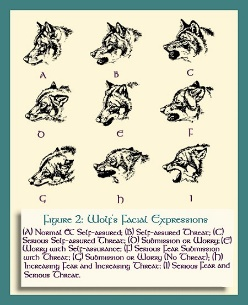 A B C
D E F
G H I
Figure 2: Wolf's Facial Expressions
(A) Normal & Self-assured; (B) Self-assured Threat; (C)
Serious Self-assured Threat; (D) Submission or Worry; (E)
Worry with Self-assurance; (F) Serious Fear Submission
with Threat; (G) Submission or Worry (No Threat); (H)
Increasing Fear and Increasing Threat; (I) Serious Fear and
Serious Threat.